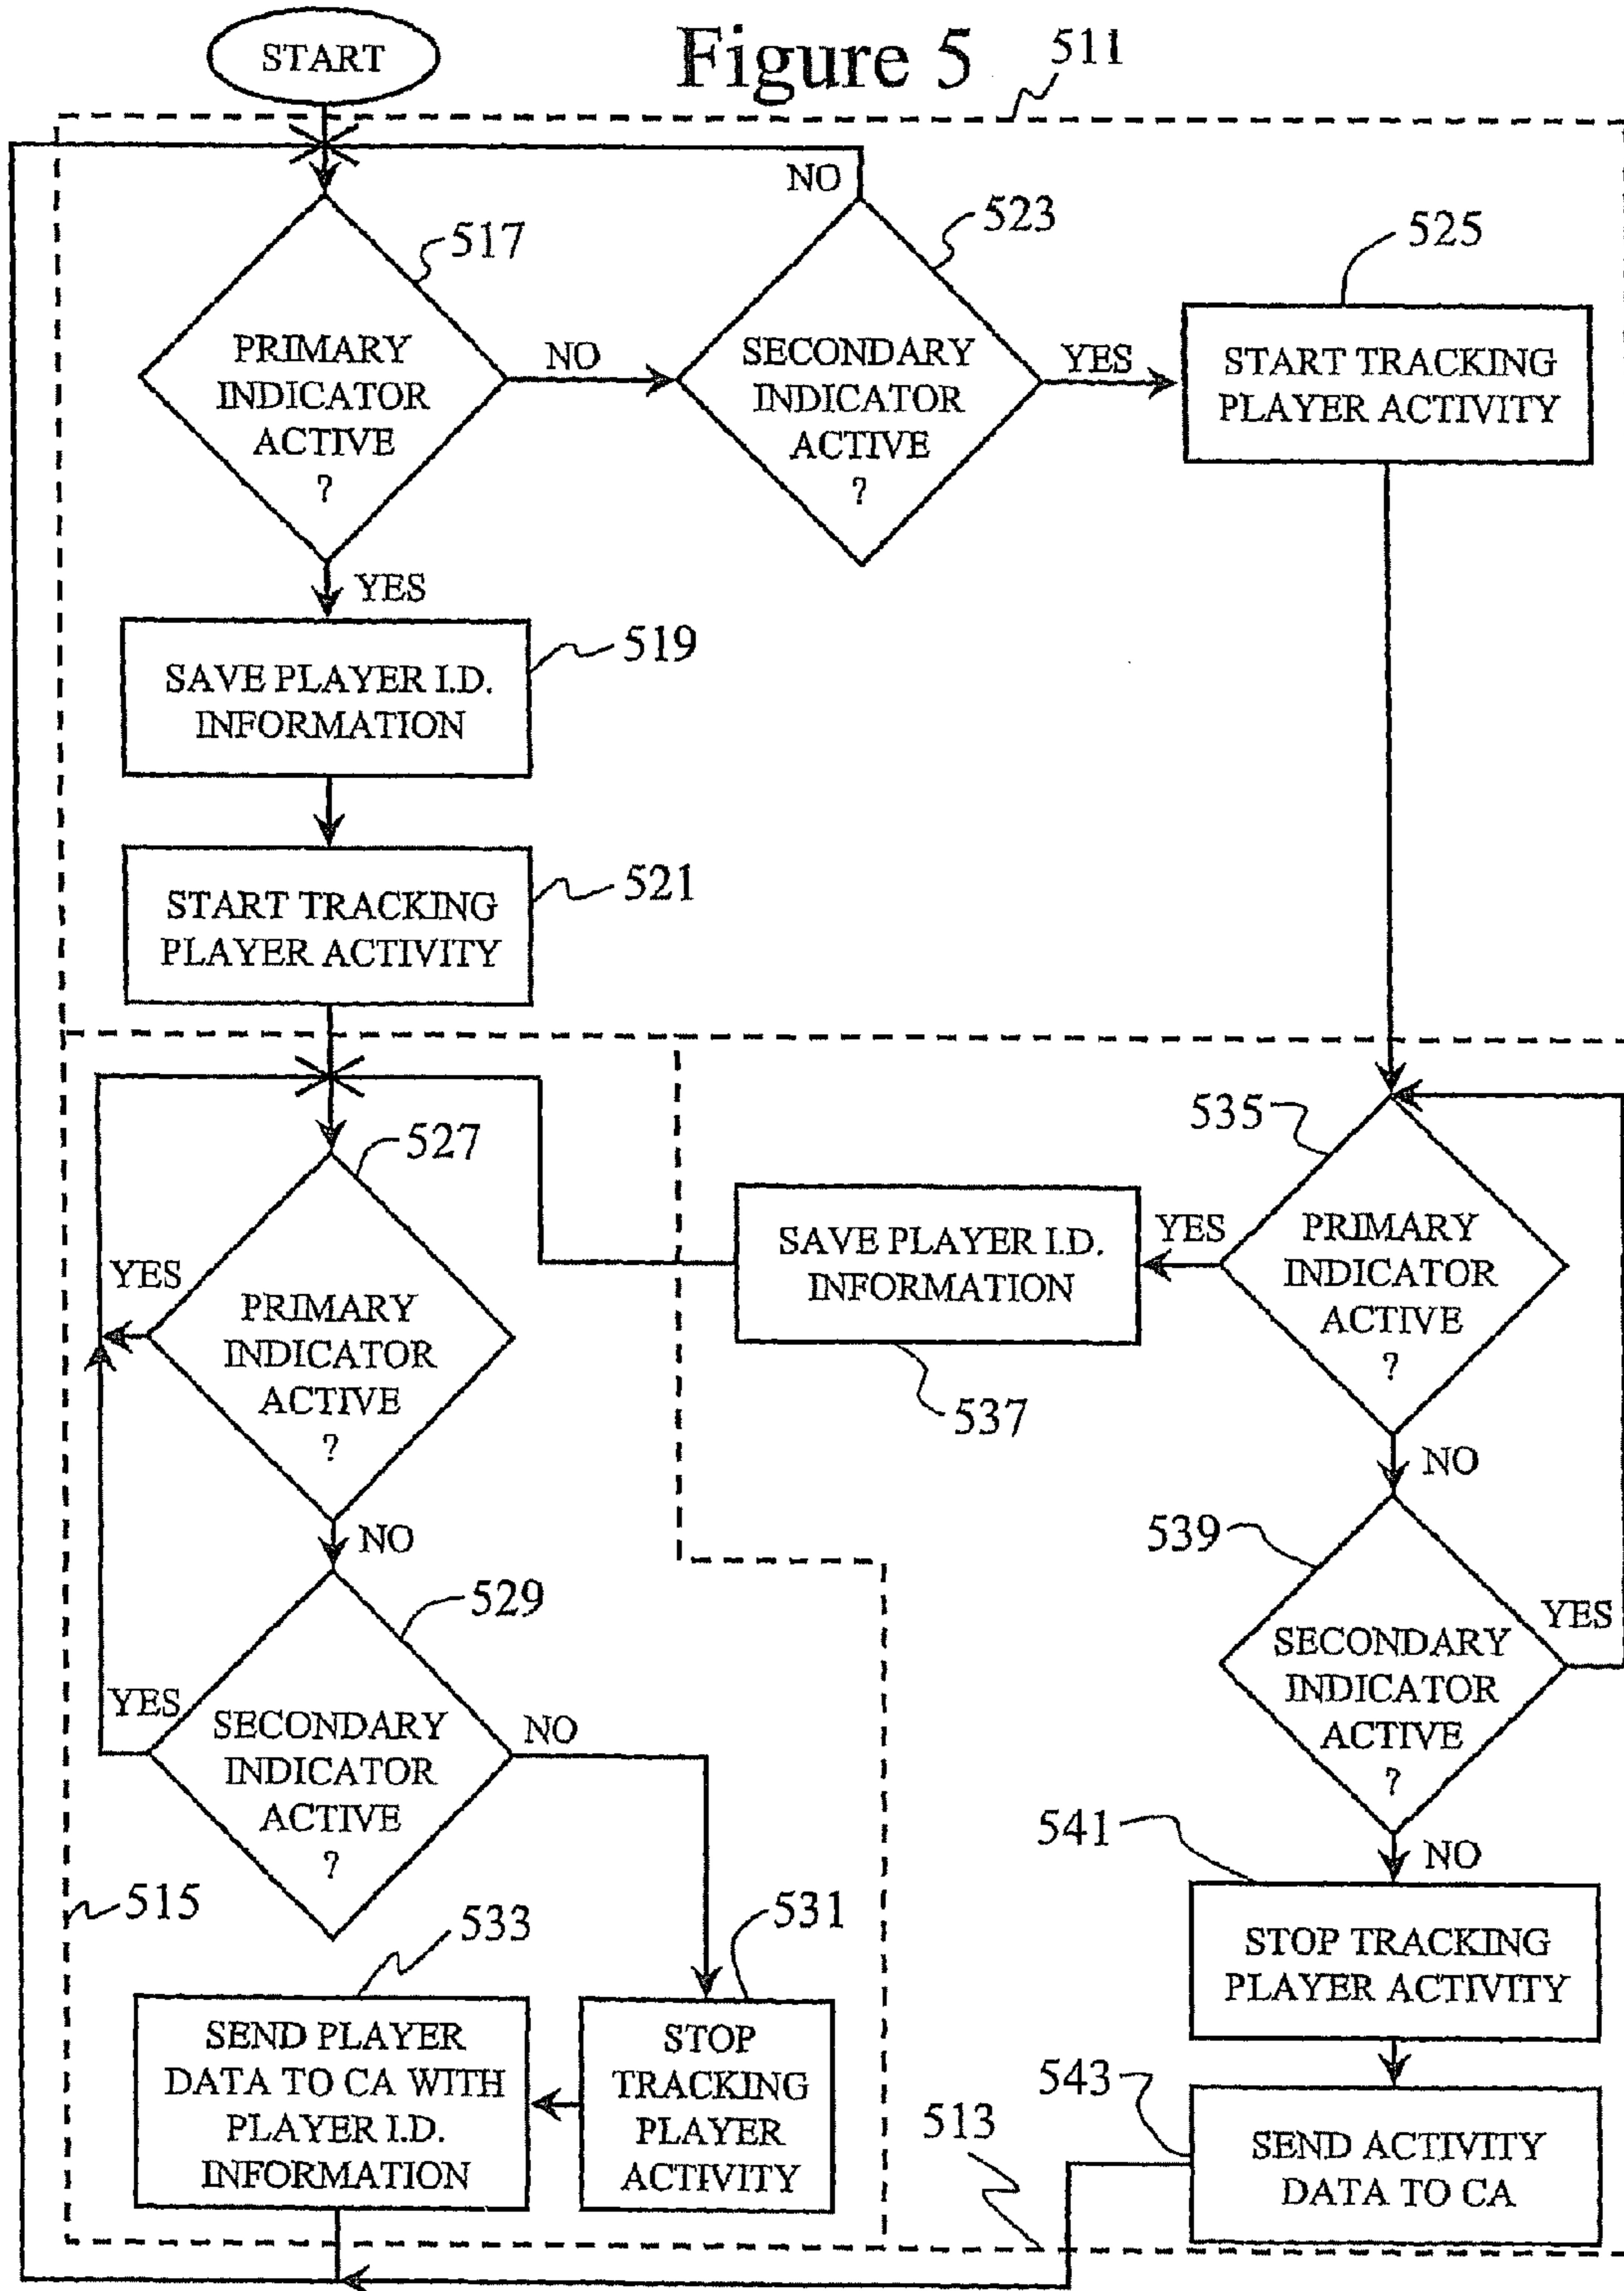 START
Figure 5
511
NO
517
523
525
PRIMARY
INDICATOR
ACTIVE
?
NO
SECONDARY
INDICATOR
ACTIVE
?
YES
START TRACKING
PLAYER ACTIVITY
YES
SAVE PLAYER I.D.
INFORMATION
519
START TRACKING
PLAYER ACTIVITY
521
527
YES
PRIMARY
INDICATOR
ACTIVE
?
NO
SAVE PLAYER I.D.
INFORMATION
537
YES
535
PRIMARY
INDICATOR
ACTIVE
?
NO
529
YES
SECONDARY
INDICATOR
ACTIVE
?
NO
539
SECONDARY
INDICATOR
ACTIVE
?
YES
NO
515
533
531
541
STOP TRACKING
PLAYER ACTIVITY
SEND PLAYER
DATA TO CA WITH
PLAYER I.D.
INFORMATION
STOP
TRACKING
PLAYER
ACTIVITY
513
543
SEND ACTIVITY
DATA TO CA